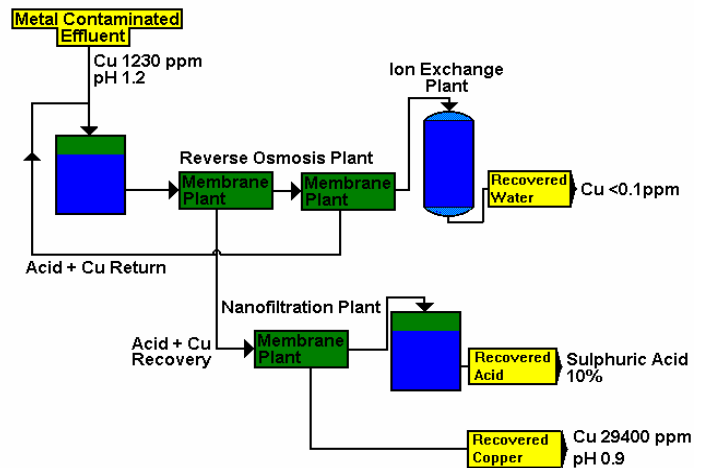 Metal Contaminated
Effluent
Cu 1230 ppm
pH 1.2
Ion Exchange
Plant
Reverse Osmosis Plant
Membrane
Plant
Membrane
Plant
Recovered
Water
Cu <0.1ppm
Acid + Cu Return
Nanofiltration Plant
Acid + Cu
Recovery
Membrane
Plant
Recovered
Acid
Sulphuric Acid
10%
Recovered
Copper
Cu 29400 ppm
pH 0.9